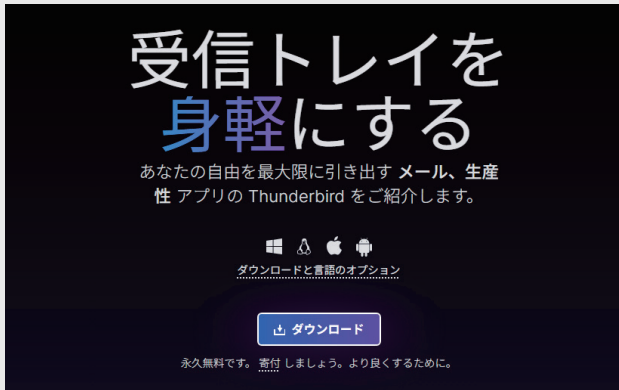 受信トレイを
身軽にする
あなたの自由を最大限に引き出す メール、生産
性 アプリの Thunderbird をご紹介します。
ダウンロードと言語のオプション
ダウンロード
永久無料です。 寄付 しましょう。より良くするために。